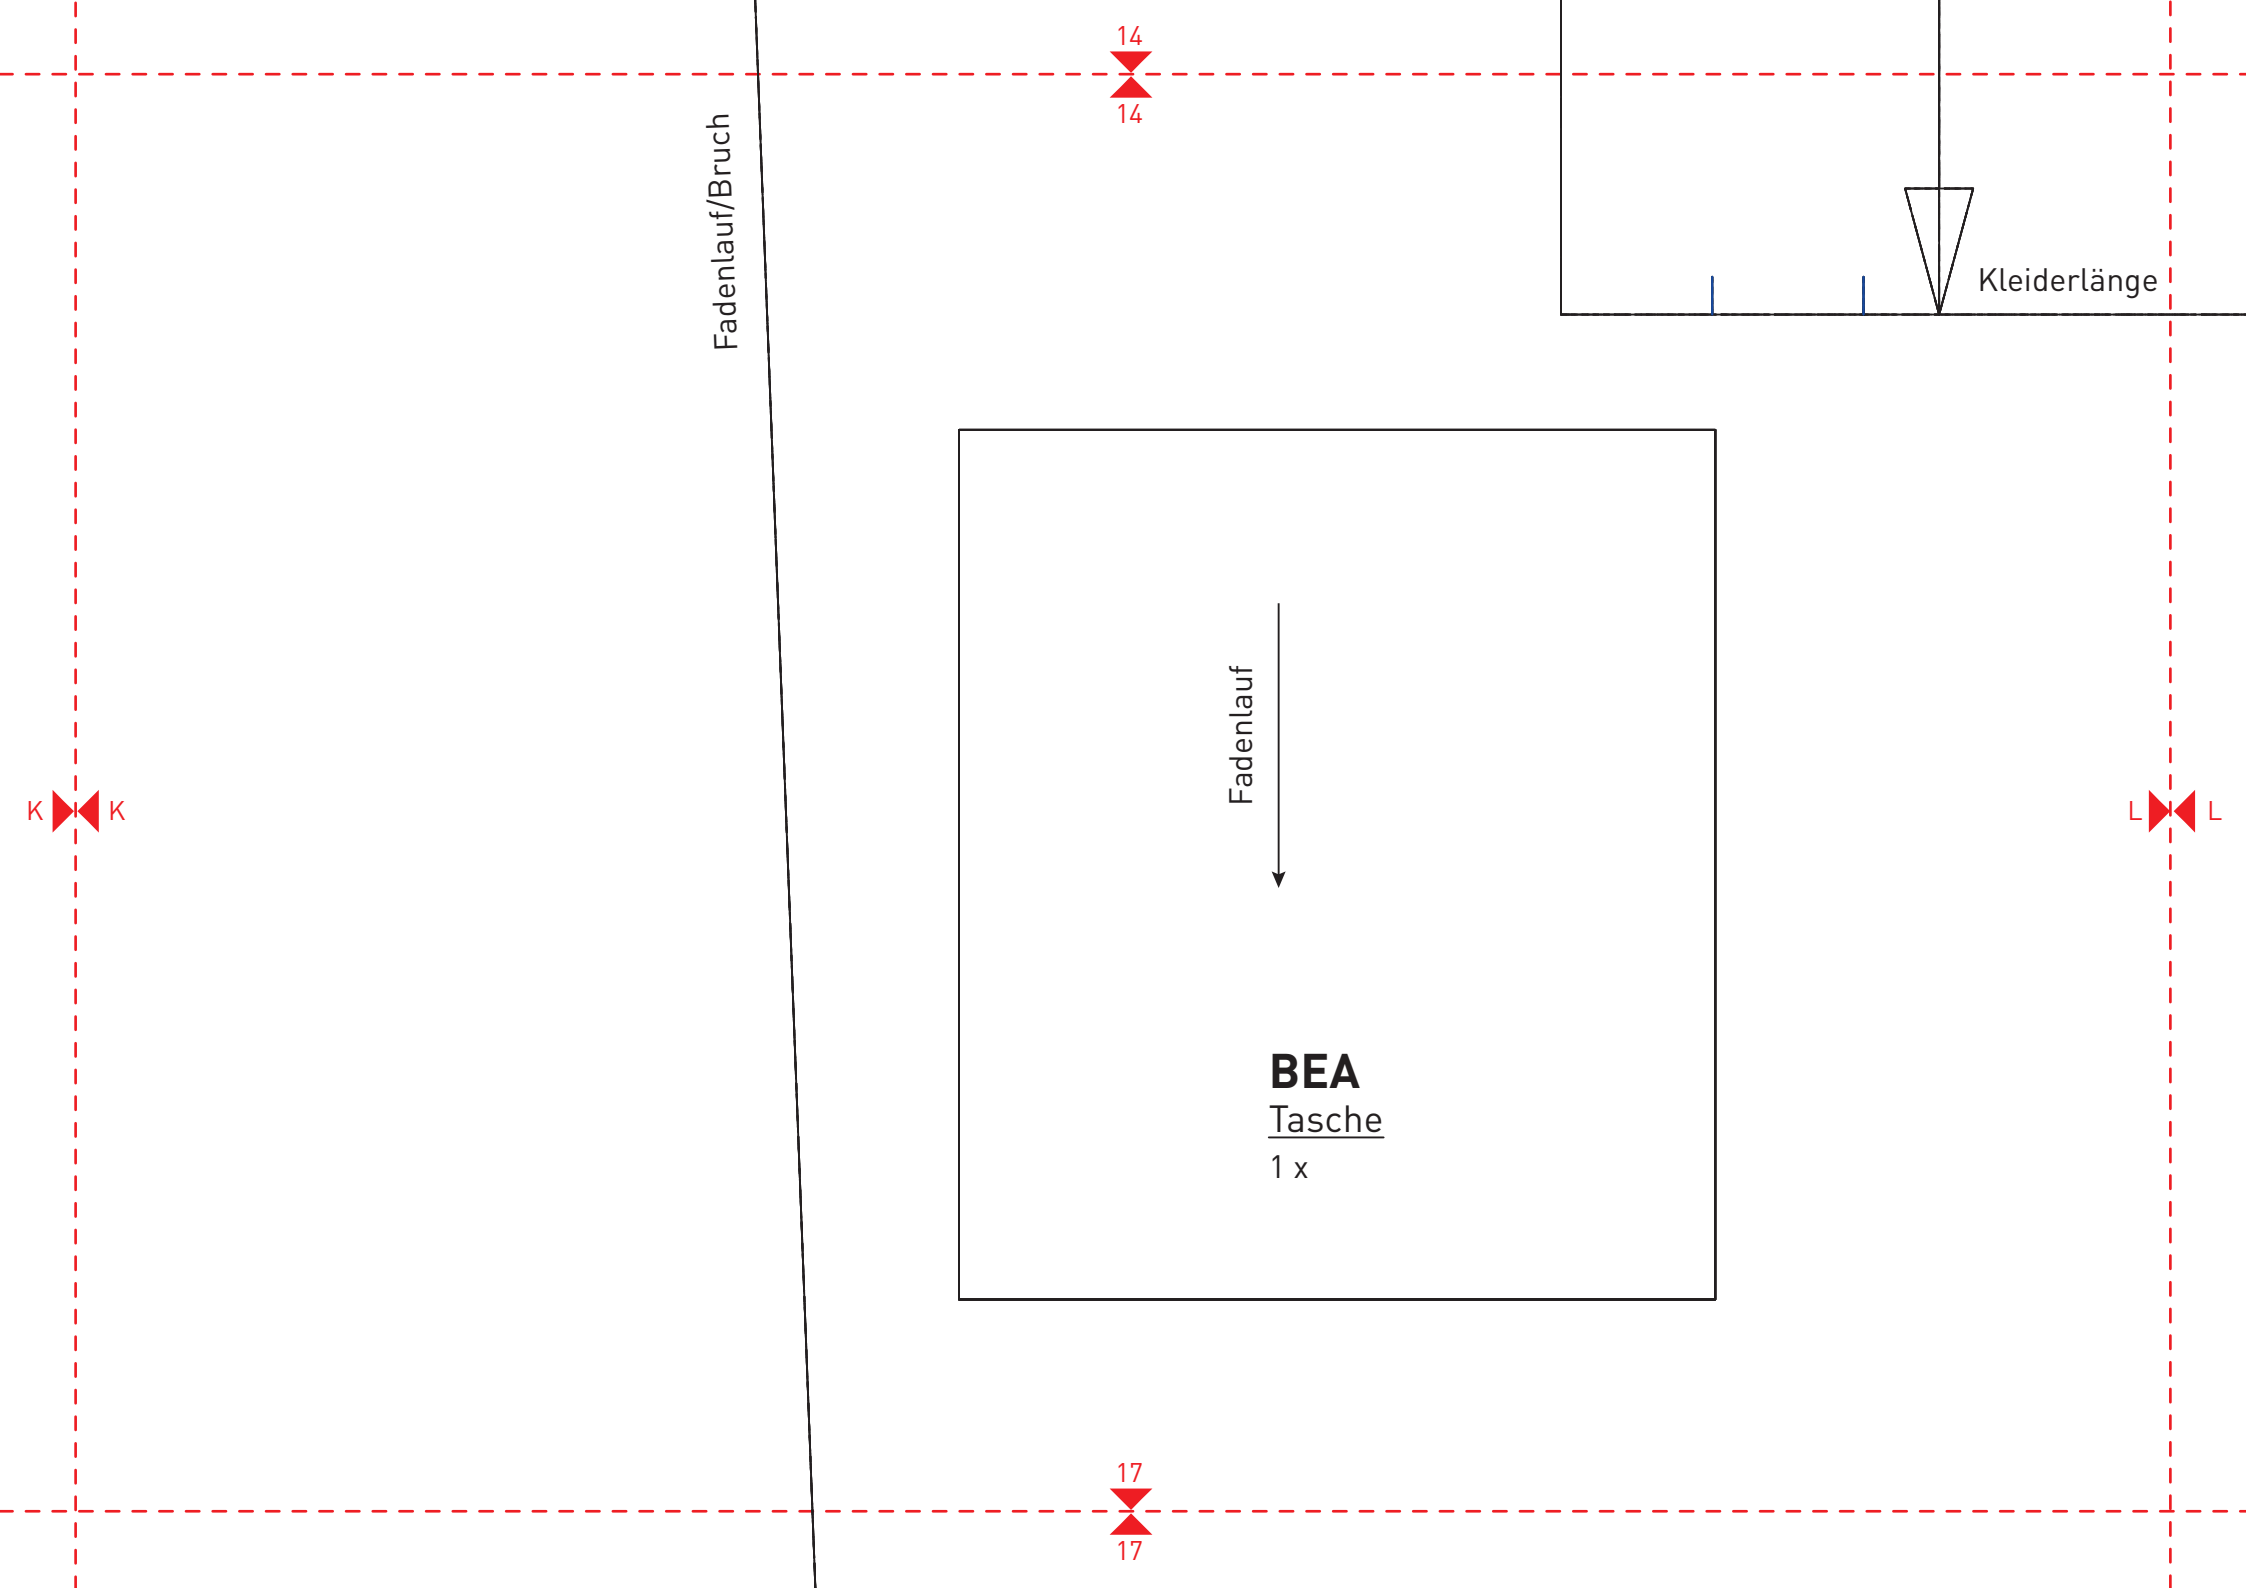 14
14
Fadenlauf/Bruch
Kleiderlänge
Fadenlauf
K K
L L
BEA
Tasche
1 x
17
17